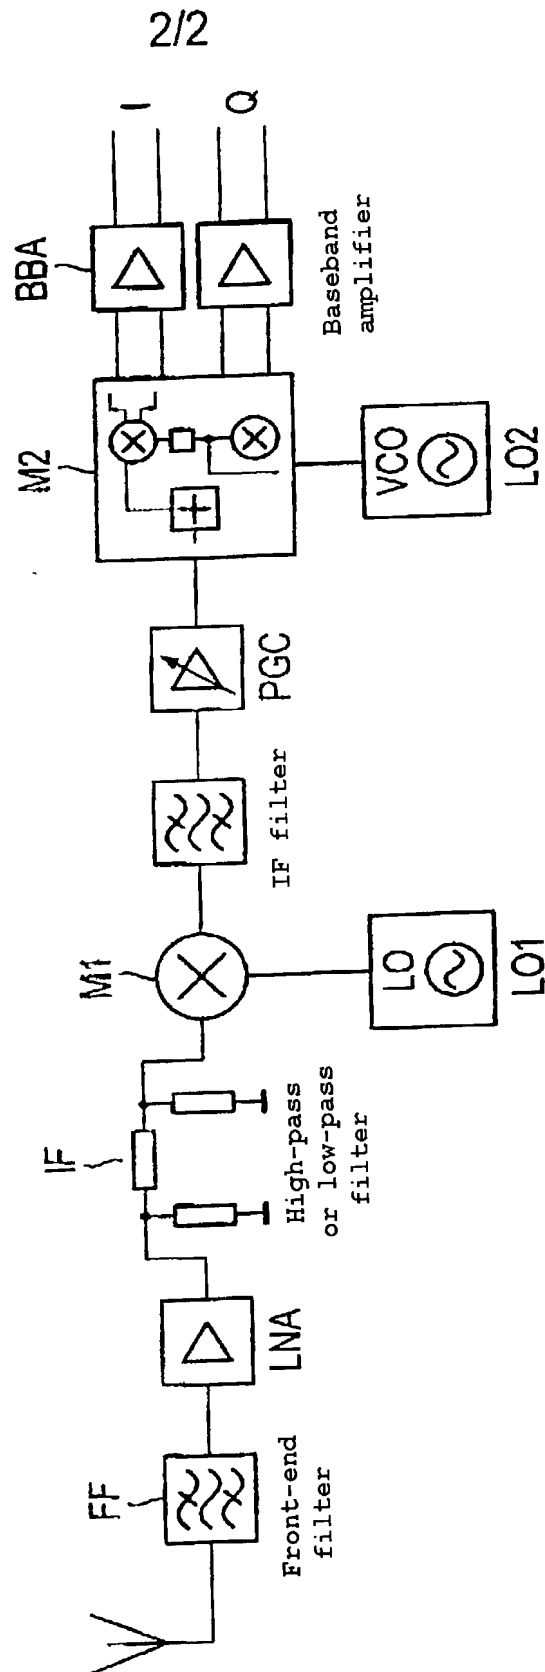 2/2
FF
Front-end
filter
LNA
IF
High-pass
or low-pass
filter
M1
LO
LO1
IF filter
PGC
M2
VCO
LO2
BBA
Baseband
amplifier
I
Q